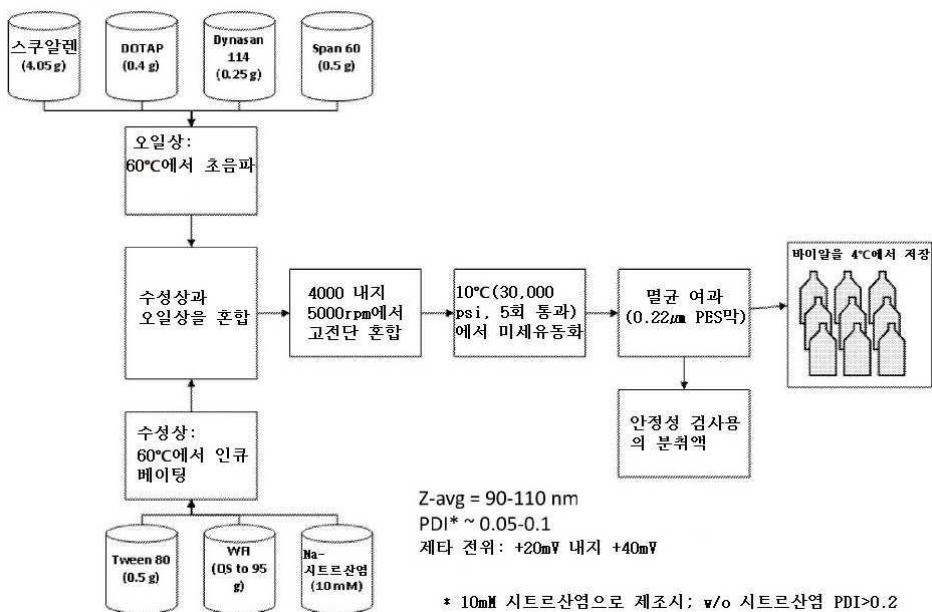 스쿠알렌
(4.05 g)
DOTAP
(0.4 g)
Dynasan
114
(0.25 g)
Span 60
(0.5 g)
오일상:
60℃에서 초음파
수성상과
오일상을 혼합
4000 내지
5000rpm에서
고전단 혼합
10℃(30,000
psi, 5회 통과)
에서 미세유동화
멸균 여과
(0.22㎛ PES막)
바이알을 4℃에서 저장
안정성 검사용
의 분취액
수성상:
60℃에서 인큐
베이팅
Tween 80
(0.5 g)
WFI
(QS to 95
g)
Na-
시트르산염
(10mM)
Z-avg = 90-110 nm
PDI* ~ 0.05-0.1
제타 전위: +20mV 내지 +40mV
* 10mM 시트르산염으로 제조시; w/o 시트르산염 PDI>0.2